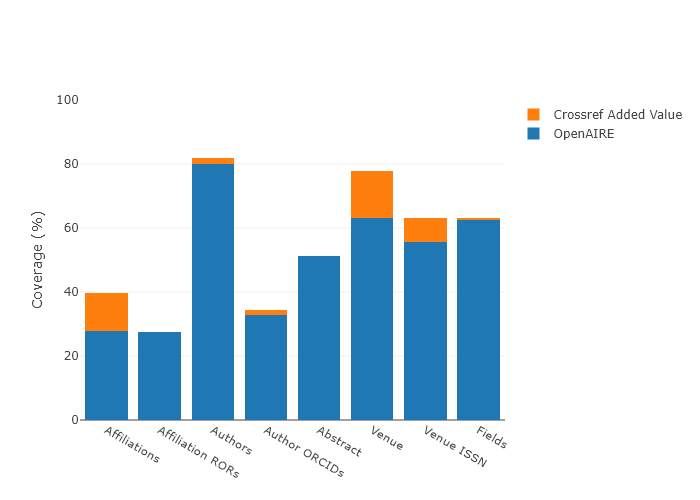 100
80
60
40
20
0
Coverage (%)
Affiliations
Affiliation RORs
Authors
Author ORCIDs
Abstract
Venue
Venue ISSN
Fields
Crossref Added Value
OpenAIRE